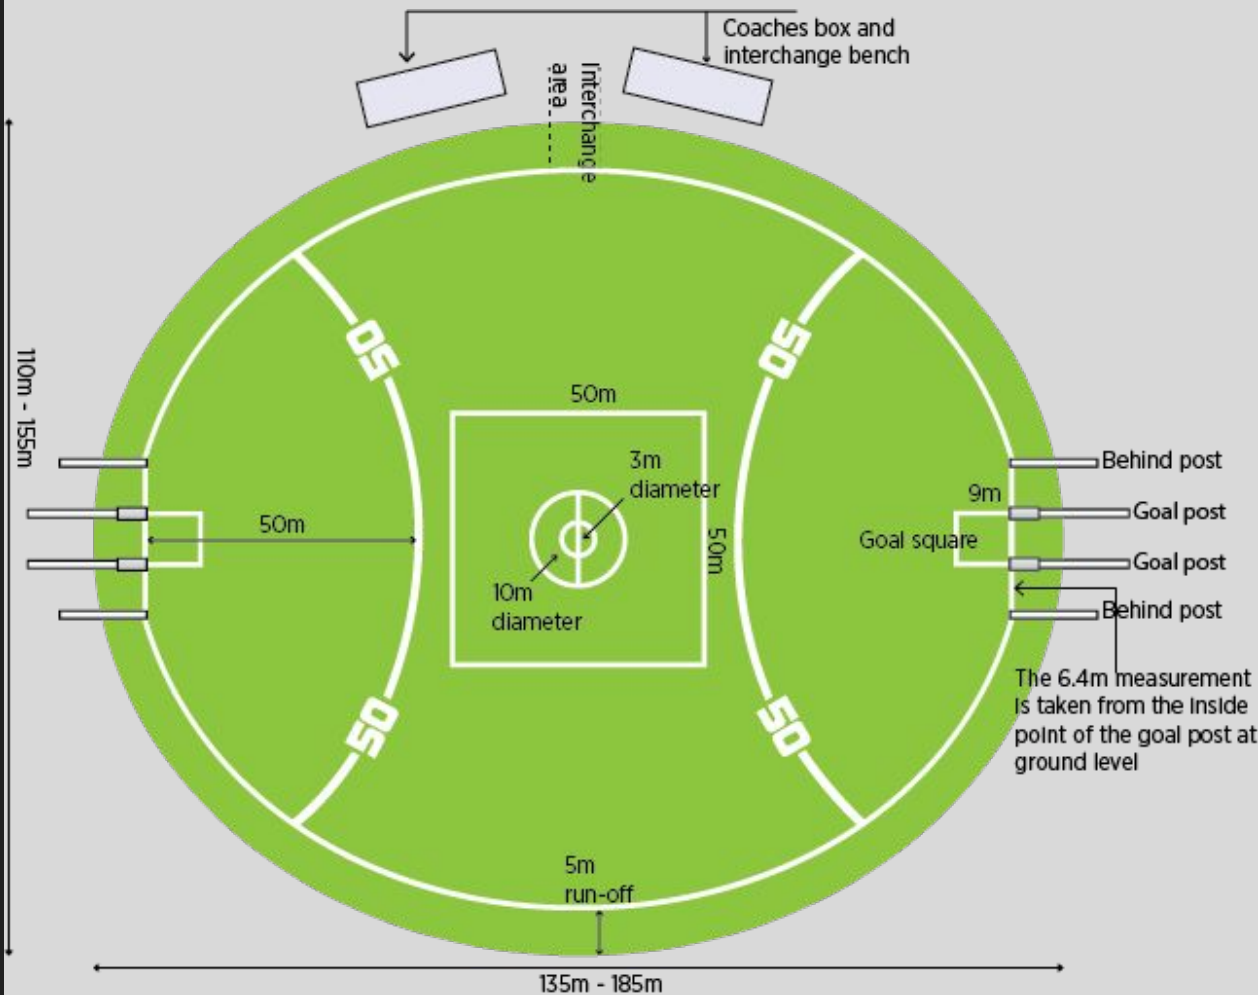 Coaches box and
interchange bench
Interchange
area
110m - 155m
50
50
50m
3m
diameter
50m
10m
diameter
50m
9m
Goal square
Behind post
Goal post
Goal post
Behind post
The 6.4m measurement
is taken from the inside
point of the goal post at
ground level
50
50
5m
run-off
135m - 185m